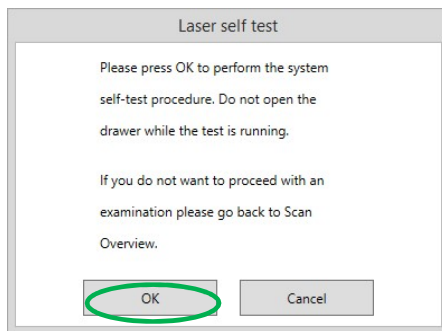 Laser self test
Please press OK to perform the system
self-test procedure. Do not open the
drawer while the test is running.
If you do not want to proceed with an
examination please go back to Scan
Overview.
OK
Cancel